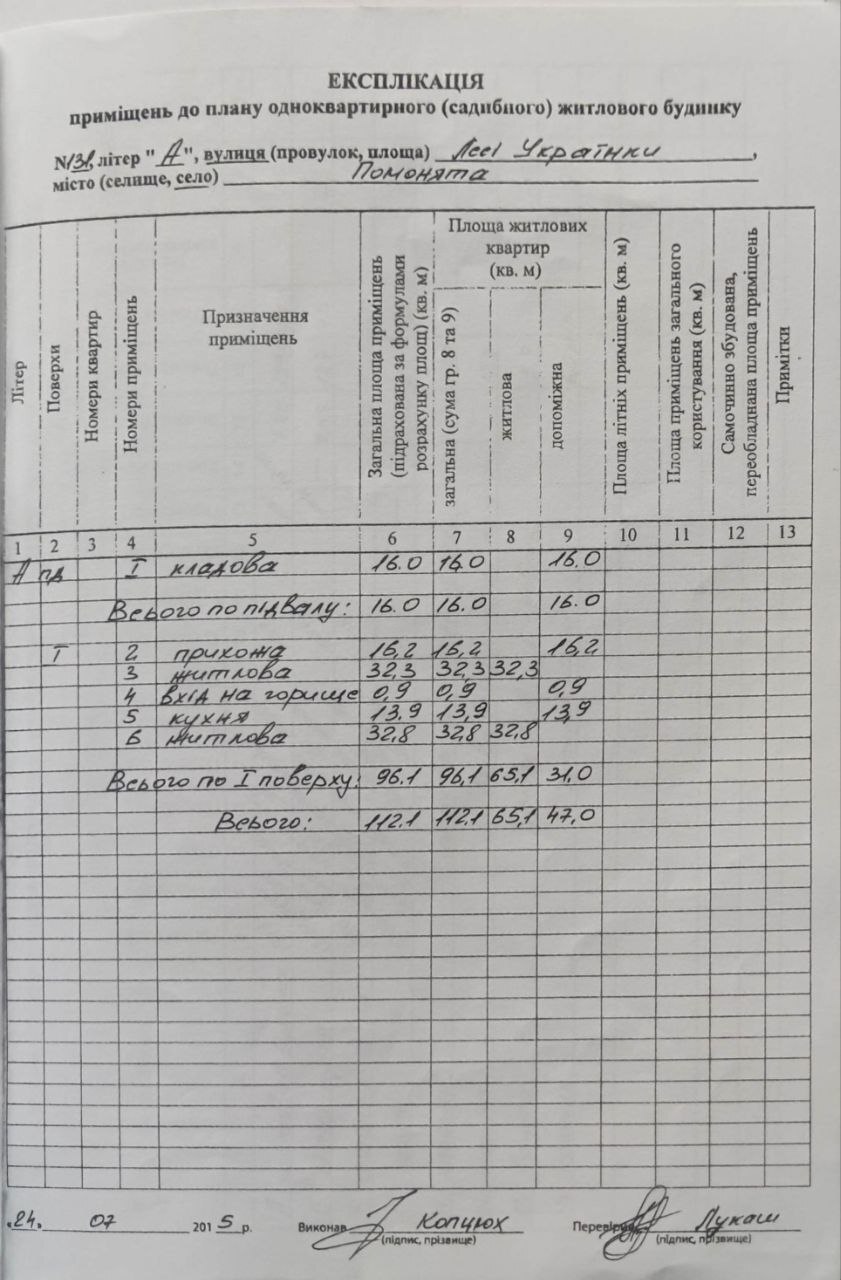 ЕКСПЛІКАЦІЯ
приміщень до плану одноквартирного (садибного) житлового будинку
N 31, літер " А ", вулиця (провулок, площа) Лесі Українки ,
місто (селище, село) Помонята
Літер
Поверхи
Номери квартир
Номери приміщень
Призначення
приміщень
Загальна площа приміщень
(підрахована за формулами
розрахунку площ) (кв. м)
Площа житлових
квартир
(кв. м)
загальна (сума гр. 8 та 9)
житлова
допоміжна
Площа літніх приміщень (кв. м)
Площа приміщень загального
користування (кв. м)
Самочинно збудована,
переобладнана площа приміщень
Примітки
1 2 3 4 5 6 7 8 9 10 11 12 13
А пд I кладова 16.0 16.0 16.0
Всього по підвалу: 16.0 16.0 16.0
I 2 прихожа 16,2 16,2 16,2
3 житлова 32,3 32,3 32,3
4 вхід на горище 0,9 0,9 0,9
5 кухня 13,9 13,9 13,9
6 житлова 32,8 32,8 32,8
Всього по I поверху: 96.1 96,1 65,1 31,0
Всього: 112.1 112.1 65,1 47,0
"24" 07 2015 р. Виконав Копцюх Перевірив Лукаш
(підпис, прізвище) (підпис, прізвище)